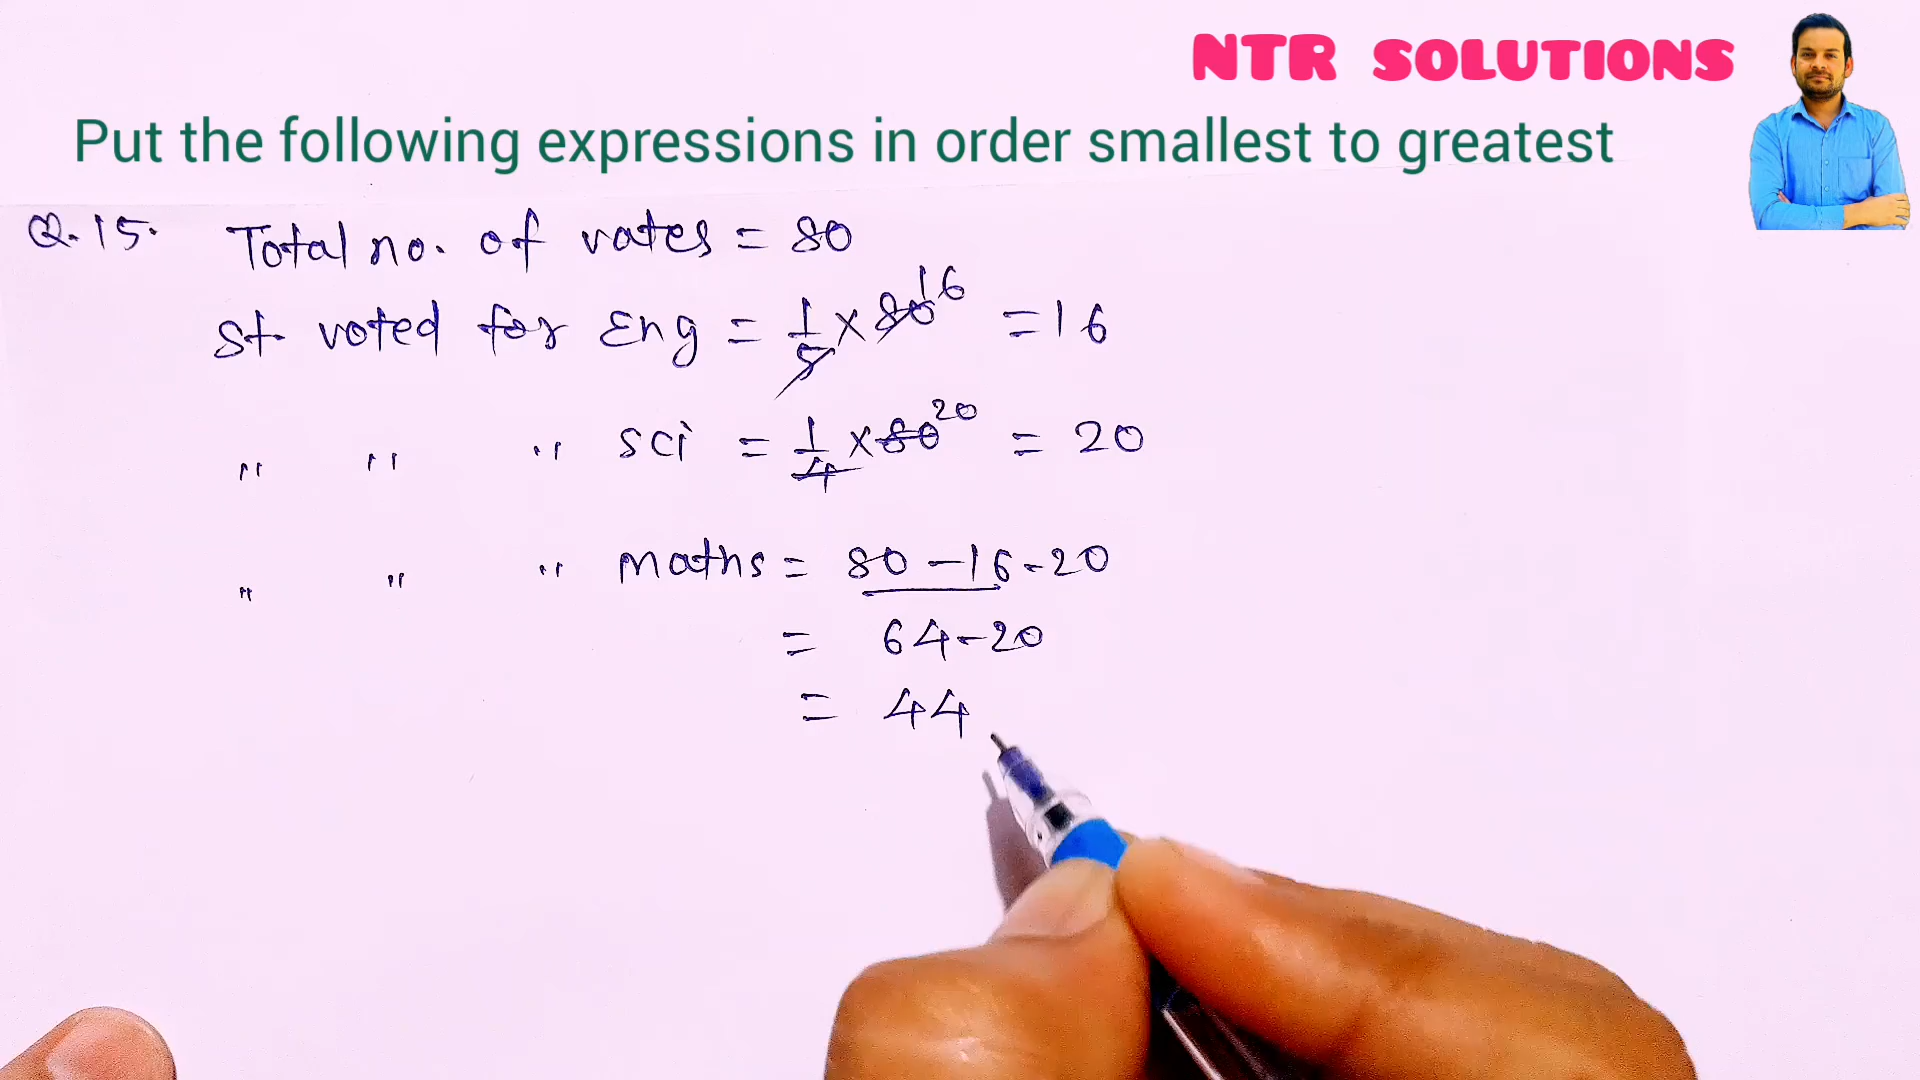 NTR SOLUTIONS
Put the following expressions in order smallest to greatest
Q.15. Total no. of votes = 80
St. voted for Eng = 1/5 × 80 16 = 16
" " " sci = 1/4 × 80 20 = 20
" " " maths = 80 - 16 - 20
= 64 - 20
= 44